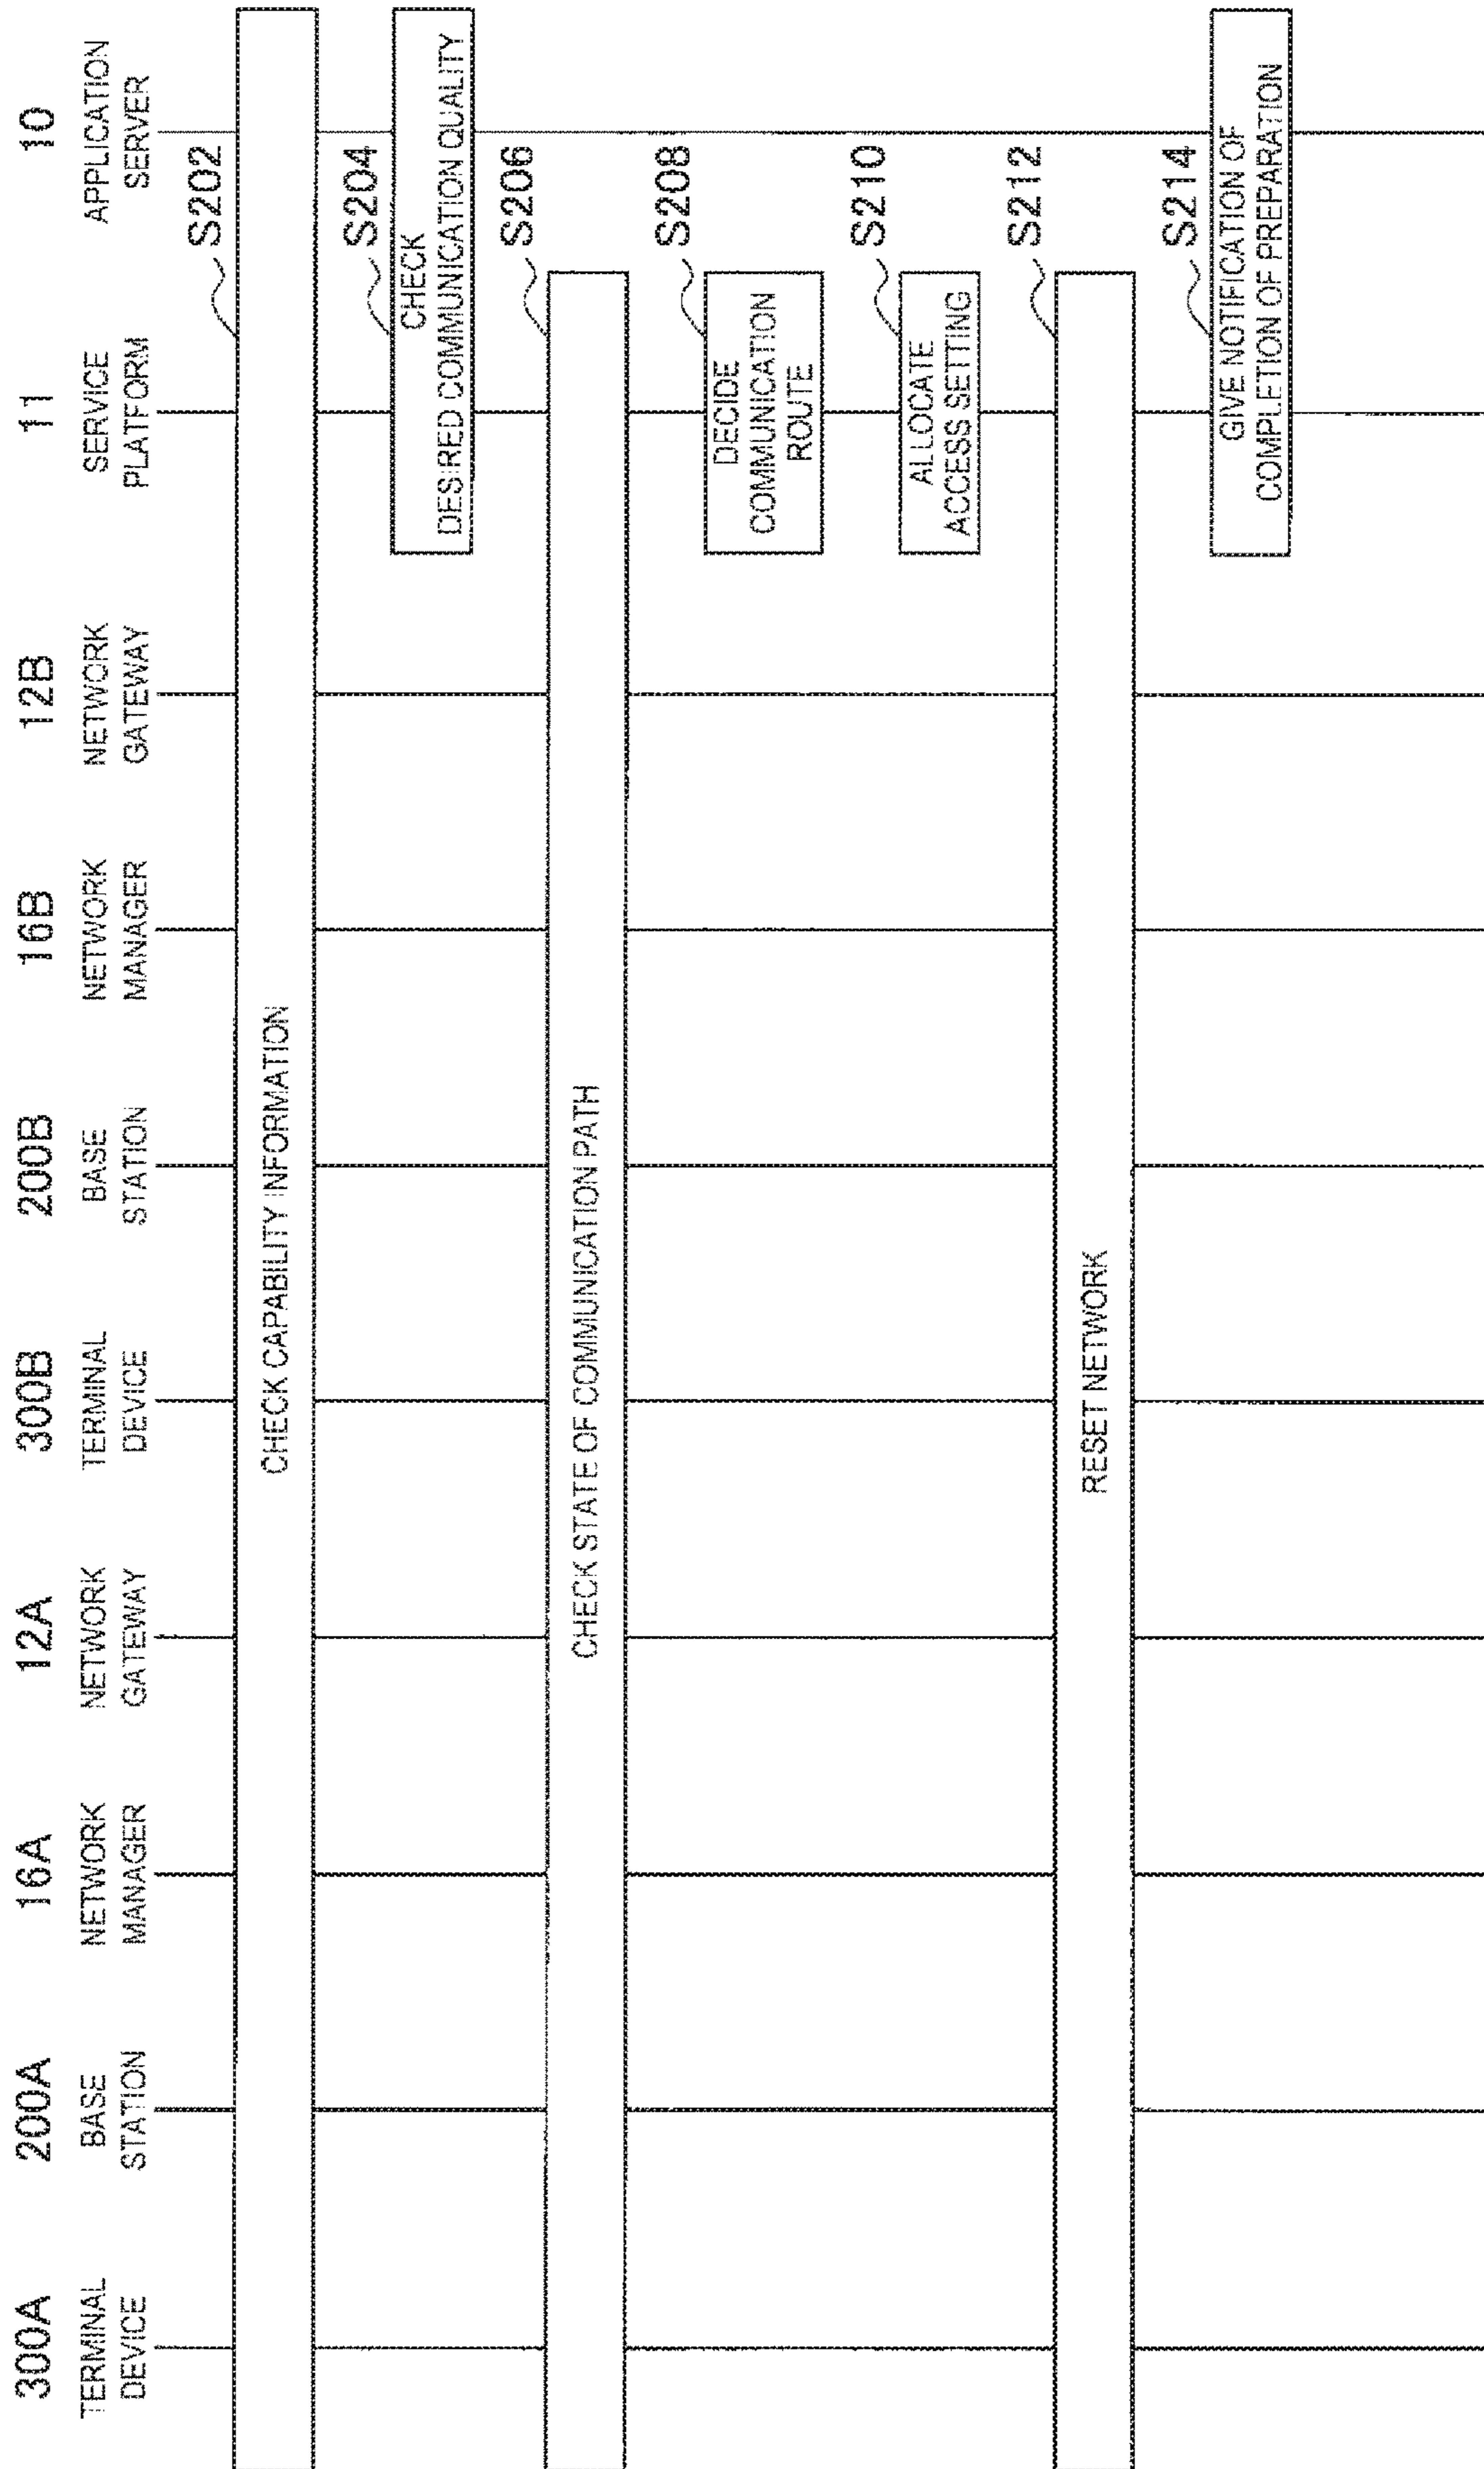 300A
TERMINAL
DEVICE
200A
BASE
STATION
16A
NETWORK
MANAGER
12A
NETWORK
GATEWAY
300B
TERMINAL
DEVICE
200B
BASE
STATION
16B
NETWORK
MANAGER
12B
NETWORK
GATEWAY
11
SERVICE
PLATFORM
10
APPLICATION
SERVER
S202
CHECK CAPABILITY INFORMATION
S204
CHECK
DESIRED COMMUNICATION QUALITY
S206
CHECK STATE OF COMMUNICATION PATH
S208
DECIDE
COMMUNICATION
ROUTE
S210
ALLOCATE
ACCESS SETTING
S212
RESET NETWORK
S214
GIVE NOTIFICATION OF
COMPLETION OF PREPARATION